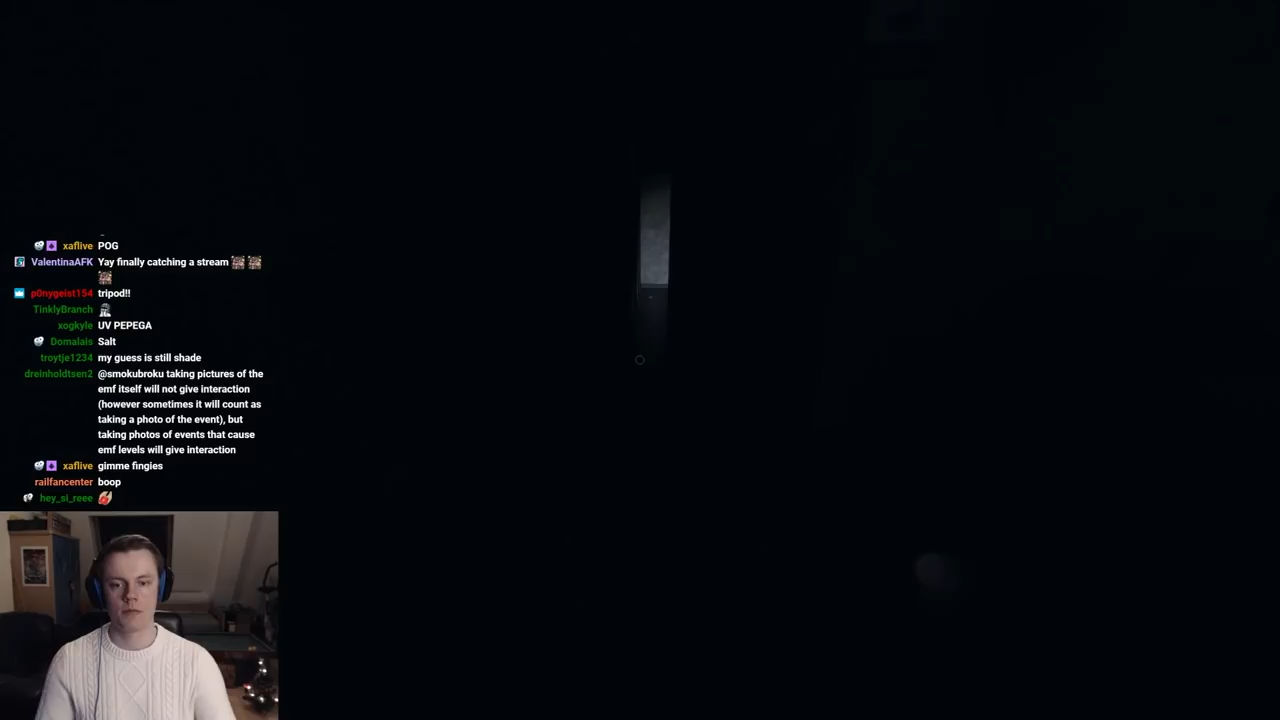 xaflive POG
ValentinaAFK Yay finally catching a stream
p0nygeist154 tripod!!
TinklyBranch
xogkyle UV PEPEGA
Domalais Salt
troytje1234 my guess is still shade
dreinholdtsen2 @smokubroku taking pictures of the
emf itself will not give interaction
(however sometimes it will count as
taking a photo of the event), but
taking photos of events that cause
emf levels will give interaction
xaflive gimme fingies
railfancenter boop
hey_si_reee